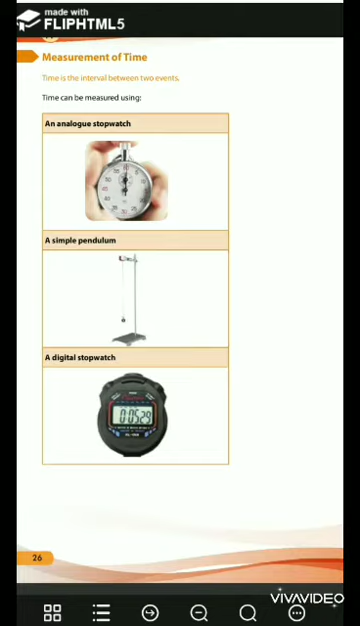 made with
FLIPHTML5
Measurement of Time
Time is the interval between two events.
Time can be measured using:
An analogue stopwatch
A simple pendulum
A digital stopwatch
26
VIVAVIDEO